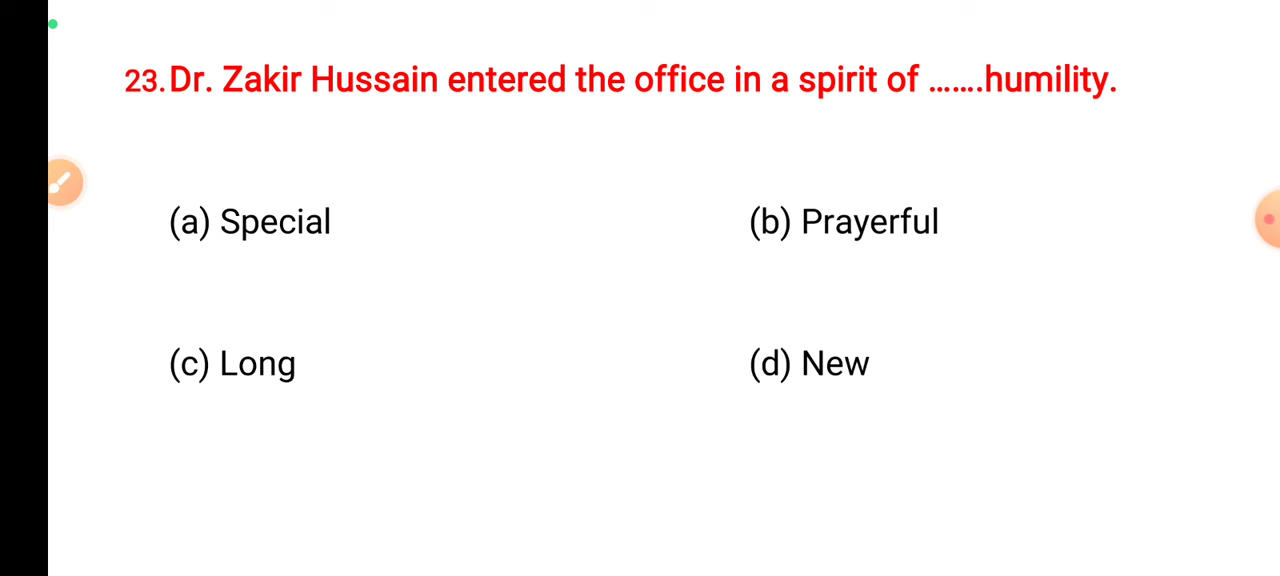 23. Dr. Zakir Hussain entered the office in a spirit of .......humility.
(a) Special (b) Prayerful
(c) Long (d) New